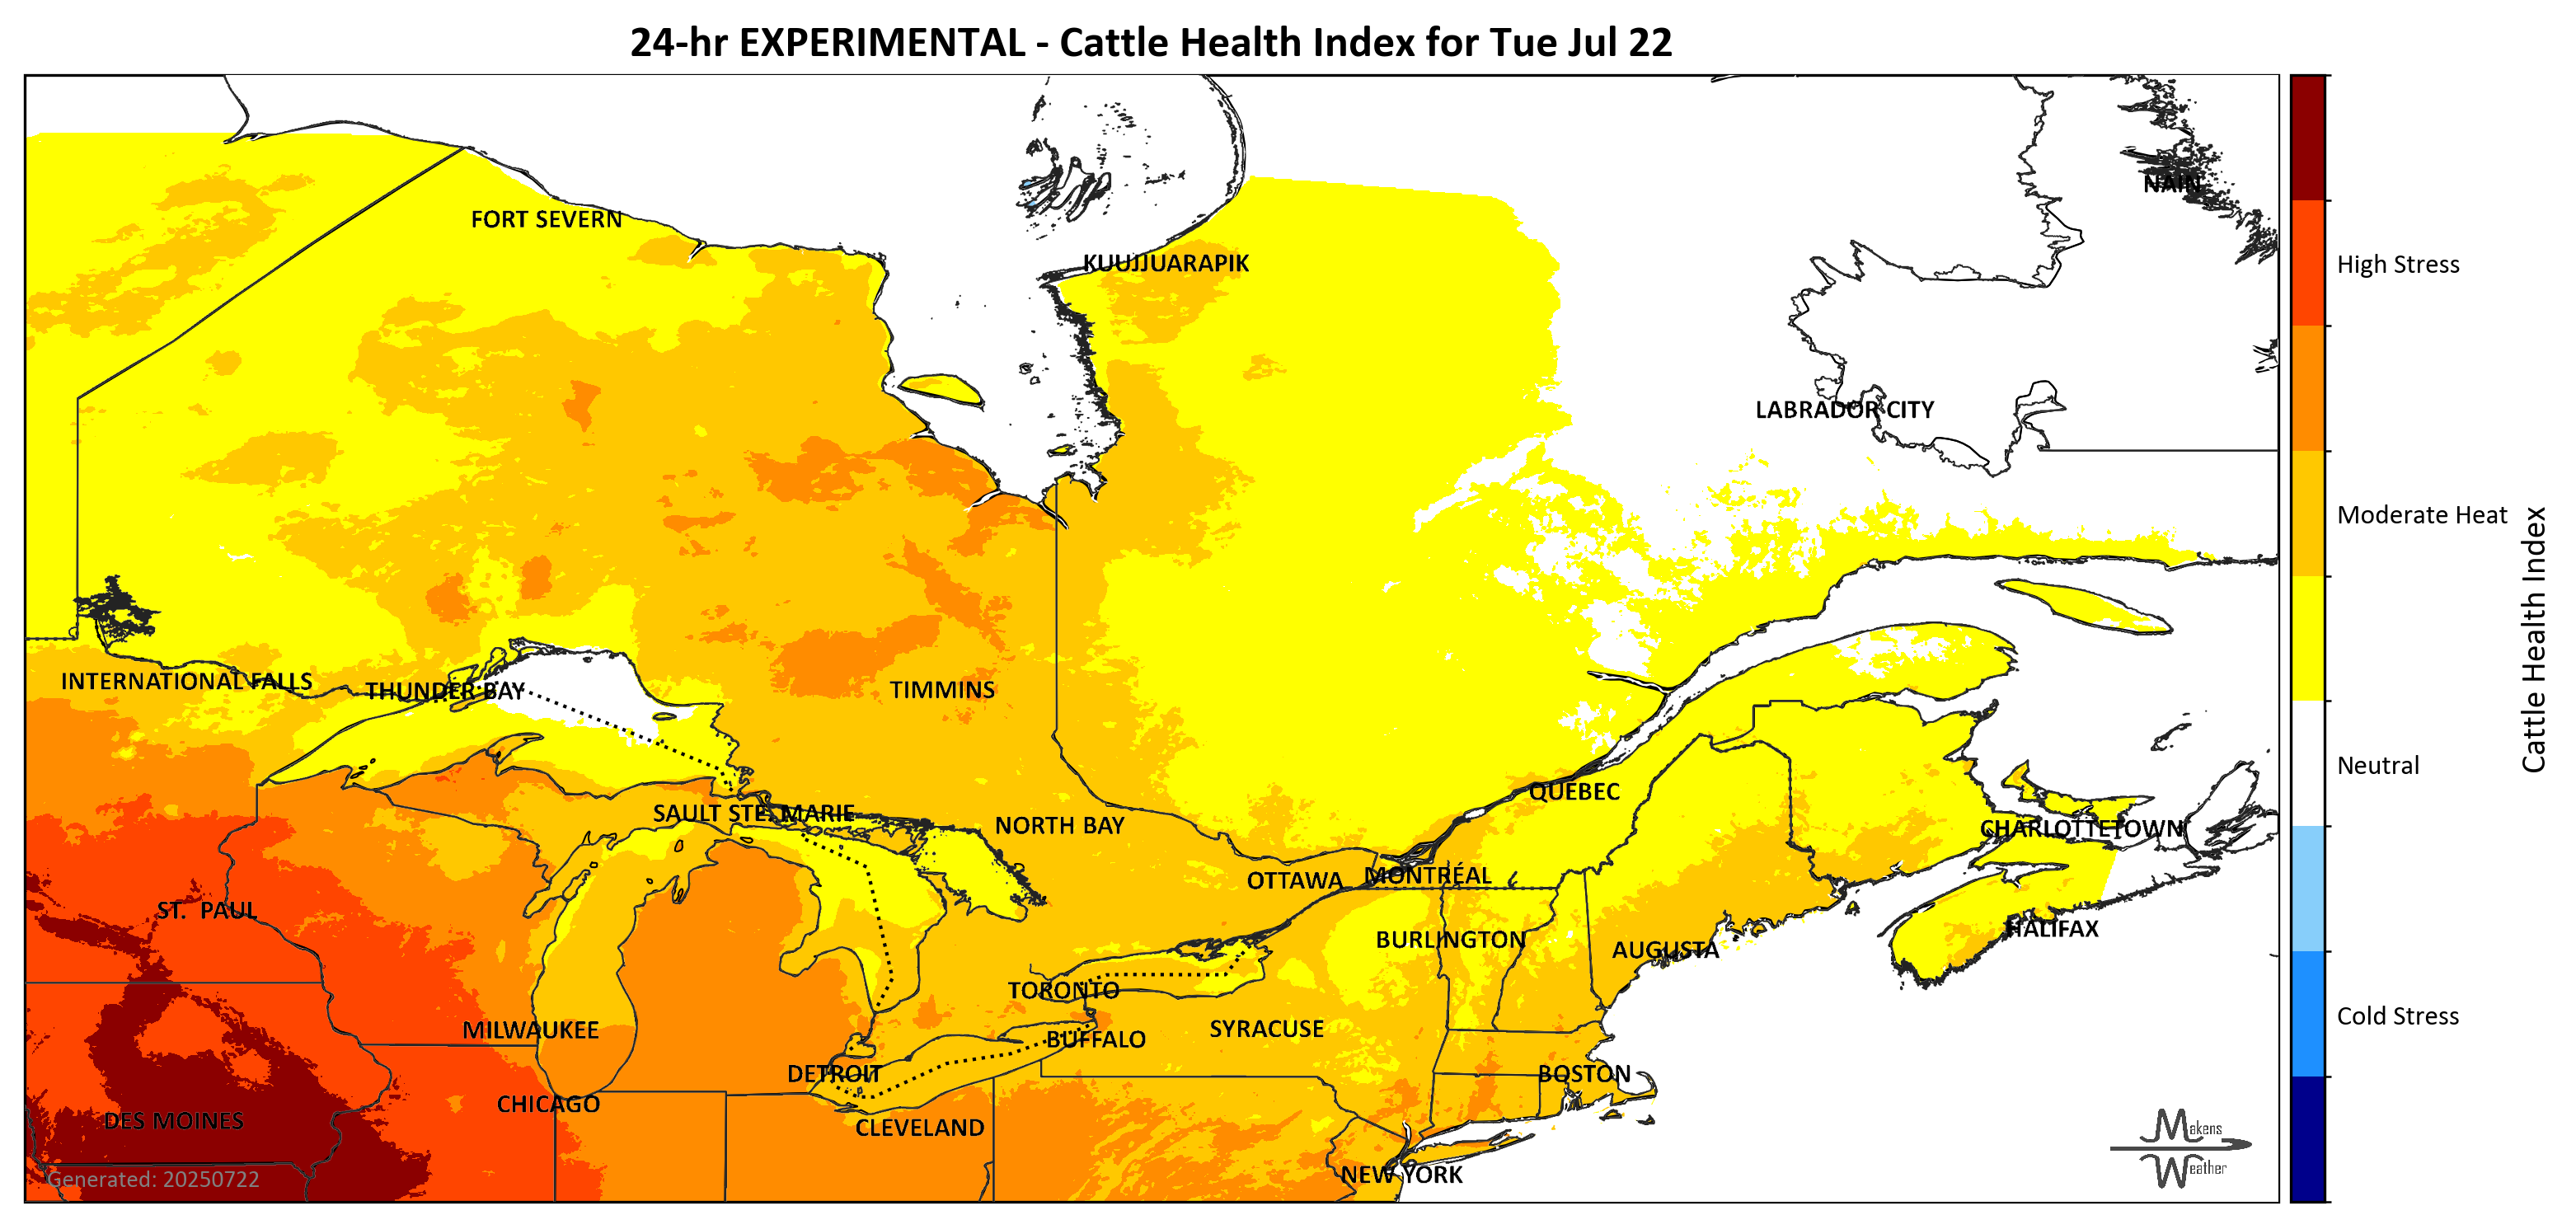 24-hr EXPERIMENTAL - Cattle Health Index for Tue Jul 22
NAIN
FORT SEVERN
KUUJJUARAPIK
High Stress
LABRADOR CITY
Moderate Heat
Cattle Health Index
INTERNATIONAL FALLS
THUNDER BAY
TIMMINS
Neutral
QUEBEC
SAULT STE. MARIE
NORTH BAY
CHARLOTTETOWN
OTTAWA
MONTRÉAL
ST. PAUL
BURLINGTON
AUGUSTA
HALIFAX
TORONTO
Cold Stress
MILWAUKEE
BUFFALO
SYRACUSE
DETROIT
BOSTON
CHICAGO
DES MOINES
CLEVELAND
Makens
Weather
NEW YORK
Generated: 20250722